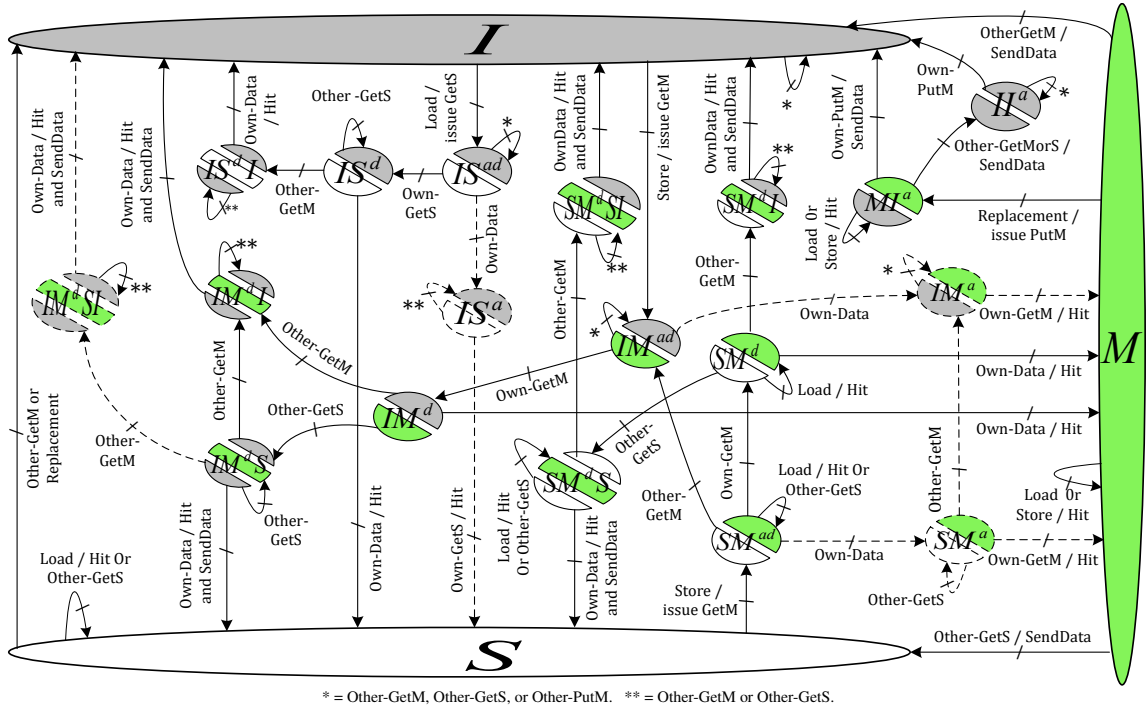 I
OtherGetM /
SendData
Own-
PutM
II^a
*
Other-GetMorS /
SendData
Own-PutM /
SendData
MI^a
Load Or
Store / Hit
Replacement /
issue PutM
Own-Data / Hit
and SendData
Own-Data / Hit
and SendData
Own-Data
/ Hit
Other -GetS
Load /
issue GetS
*
OwnData / Hit
and SendData
Store / issue GetM
OwnData / Hit
and SendData
*
**
IS^dI
**
Other-
GetM
IS^d
Own-
GetS
IS^ad
Own-Data
SM^dSI
**
SM^dI
Other-
GetM
IM^dSI
**
IM^dI
**
**
IS^a
Other-GetM
*
IM^ad
Own-Data
*
IM^a
Own-GetM / Hit
M
Other-GetM
Other-GetM
Own-GetM
SM^d
Load / Hit
Own-Data / Hit
Other-GetM or
Replacement
Other-
GetM
Other-GetS
IM^d
Own-Data / Hit
IM^dS
Other-
GetS
Other-
GetS
SM^dS
Load / Hit
Or Other-GetS
Other-
GetM
Own-GetM
Load / Hit Or
Other-GetS
Other-GetM
Load Or
Store / Hit
SM^ad
Own-Data
SM^a
Own-GetM / Hit
Other-GetS
Load / Hit Or
Other-GetS
Own-Data / Hit
and SendData
Own-Data / Hit
Own-GetS / Hit
Own-Data / Hit
and SendData
Store /
issue GetM
Other-GetS / SendData
S
* = Other-GetM, Other-GetS, or Other-PutM. ** = Other-GetM or Other-GetS.